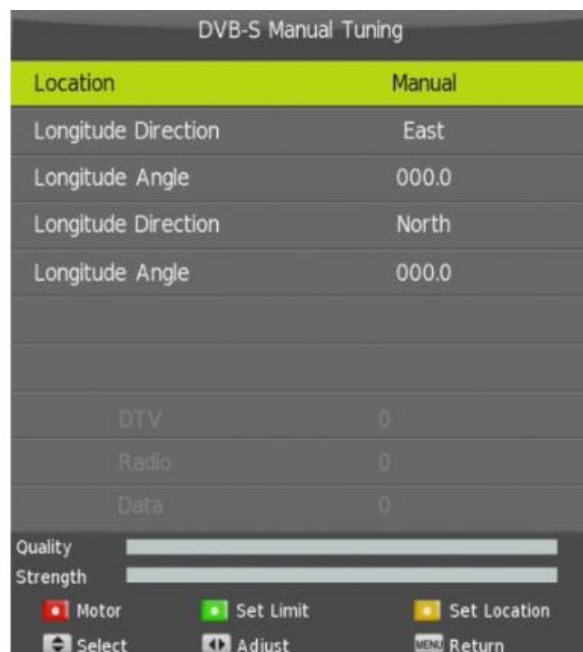 DVB-S Manual Tuning
Location Manual
Longitude Direction East
Longitude Angle 000.0
Longitude Direction North
Longitude Angle 000.0
DTV 0
Radio 0
Data 0
Quality
Strength
Motor Set Limit Set Location
Select Adjust MENU Return